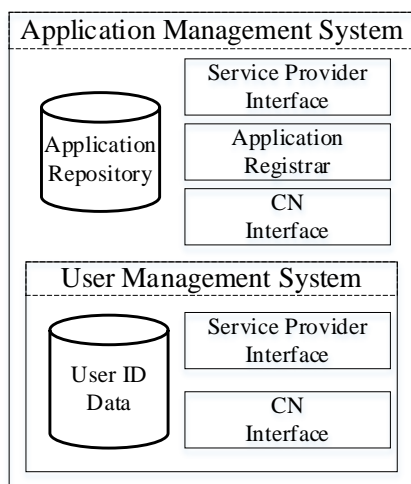 Application Management System
Service Provider
Interface
Application
Repository
Application
Registrar
CN
Interface
User Management System
Service Provider
Interface
User ID
Data
CN
Interface